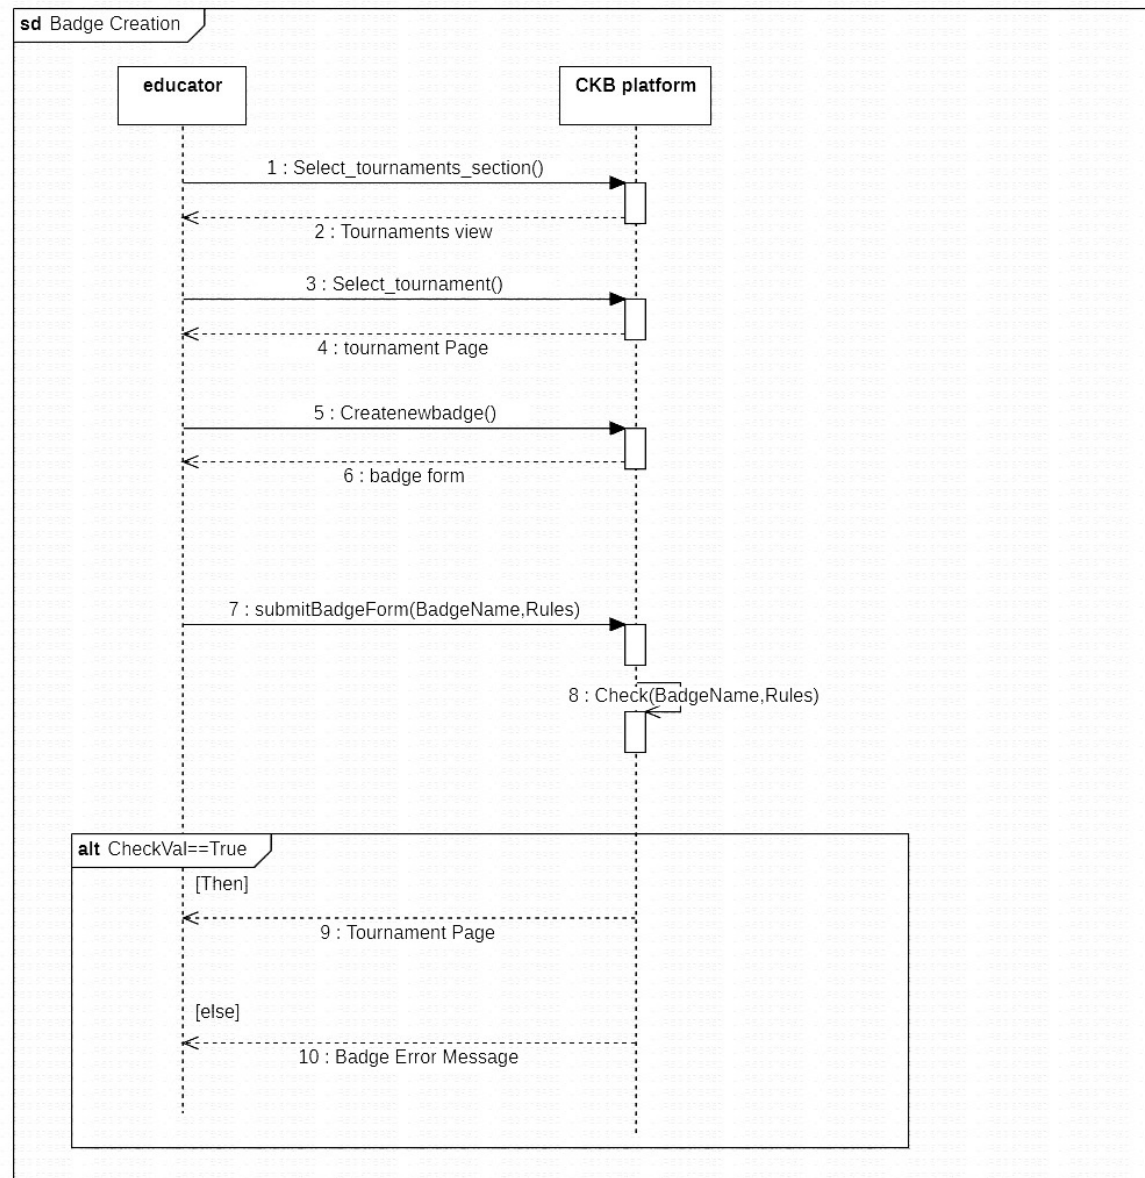 sd Badge Creation
educator
CKB platform
1 : Select_tournaments_section()
2 : Tournaments view
3 : Select_tournament()
4 : tournament Page
5 : Createnewbadge()
6 : badge form
7 : submitBadgeForm(BadgeName,Rules)
8 : Check(BadgeName,Rules)
alt CheckVal==True
[Then]
9 : Tournament Page
[else]
10 : Badge Error Message